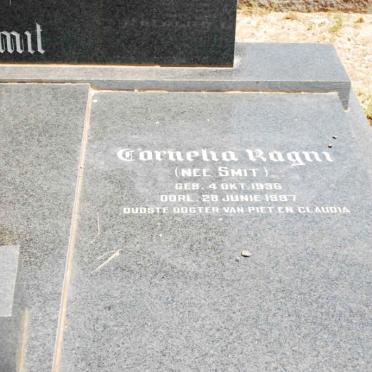 mit
Cornelia Ragni
(NEE SMIT)
GEB. 4 OKT. 1936
OORL. 28 JUNIE 1997
OUDSTE DOGTER VAN PIET EN CLAUDIA